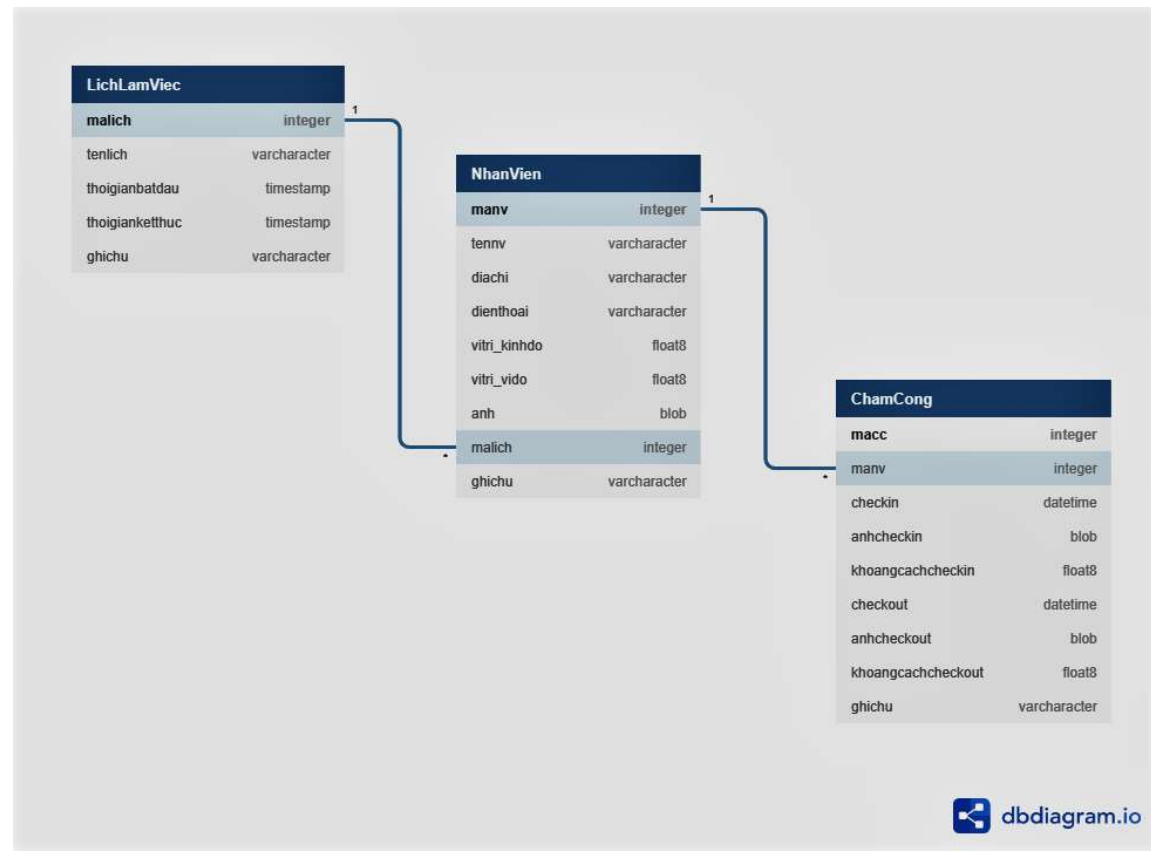 LichLamViec
malich integer
tenlich varcharacter
thoigianbatdau timestamp
thoigianketthuc timestamp
ghichu varcharacter
1
NhanVien
manv integer
tennv varcharacter
diachi varcharacter
dienthoai varcharacter
vitri_kinhdo float8
vitri_vido float8
anh blob
malich integer
ghichu varcharacter
*
1
ChamCong
macc integer
manv integer
checkin datetime
anhcheckin blob
khoangcachcheckin float8
checkout datetime
anhcheckout blob
khoangcachcheckout float8
ghichu varcharacter
*
dbdiagram.io